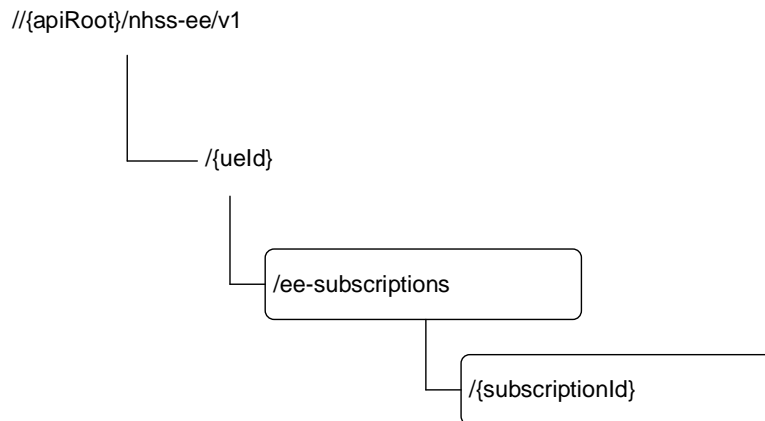 //{apiRoot}/nhss-ee/v1
/{ueId}
/ee-subscriptions
/{subscriptionId}